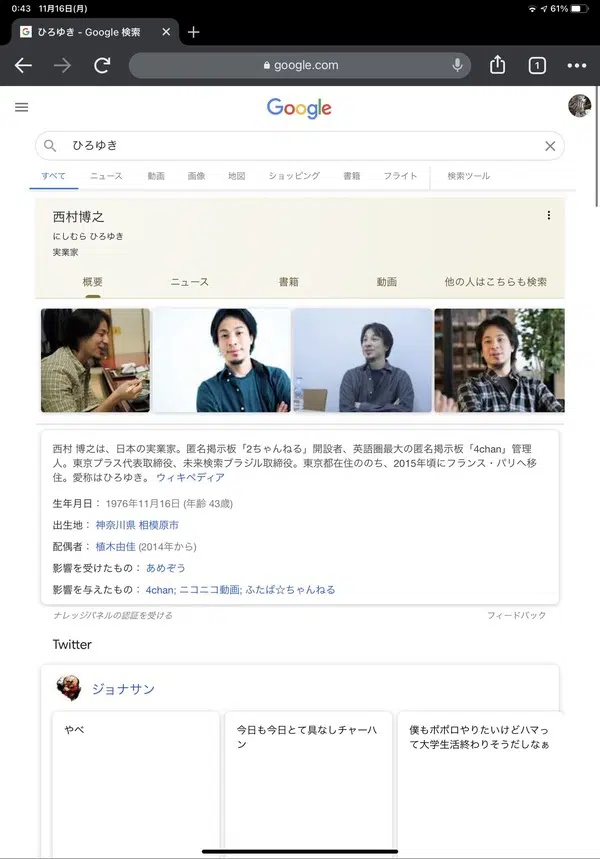 0:43 11月16日(月) 61%
ひろゆき - Google 検索
google.com
1
Google
ひろゆき
すべて ニュース 動画 画像 地図 ショッピング 書籍 フライト 検索ツール
西村博之
にしむら ひろゆき
実業家
概要 ニュース 書籍 動画 他の人はこちらも検索
西村 博之は、日本の実業家。匿名掲示板「2ちゃんねる」開設者、英語圏最大の匿名掲示板「4chan」管理
人。東京プラス代表取締役、未来検索ブラジル取締役。東京都在住ののち、2015年頃にフランス・パリへ移
住。愛称はひろゆき。 ウィキペディア
生年月日： 1976年11月16日 (年齢 43歳)
出生地： 神奈川県 相模原市
配偶者： 植木由佳 (2014年から)
影響を受けたもの： あめぞう
影響を与えたもの： 4chan; ニコニコ動画; ふたば☆ちゃんねる
ナレッジパネルの認証を受ける フィードバック
Twitter
ジョナサン
やべ
今日も今日とて具なしチャーハ
ン
僕もポポロやりたいけどハマっ
て大学生活終わりそうだしなぁ